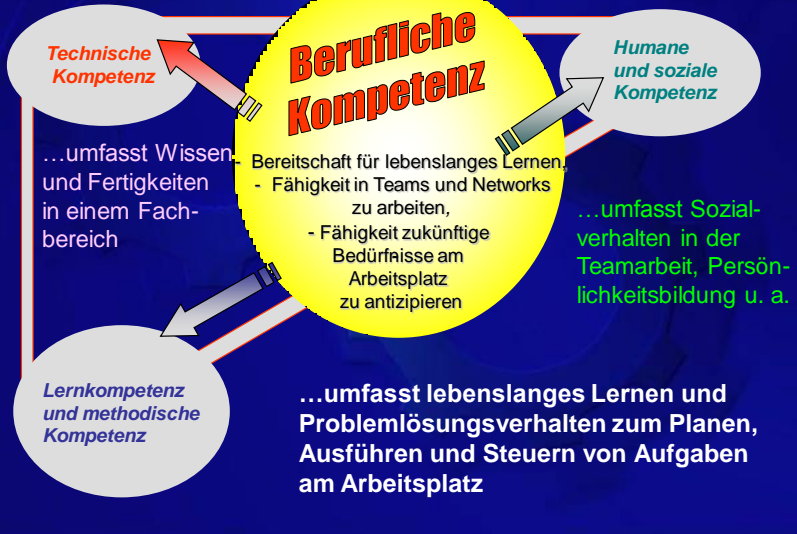 Technische
Kompetenz
Berufliche
Kompetenz
Humane
und soziale
Kompetenz
…umfasst Wissen
und Fertigkeiten
in einem Fach-
bereich
- Bereitschaft für lebenslanges Lernen,
- Fähigkeit in Teams und Networks
zu arbeiten,
- Fähigkeit zukünftige
Bedürfnisse am
Arbeitsplatz
zu antizipieren
…umfasst Sozial-
verhalten in der
Teamarbeit, Persön-
lichkeitsbildung u. a.
Lernkompetenz
und methodische
Kompetenz
…umfasst lebenslanges Lernen und
Problemlösungsverhalten zum Planen,
Ausführen und Steuern von Aufgaben
am Arbeitsplatz